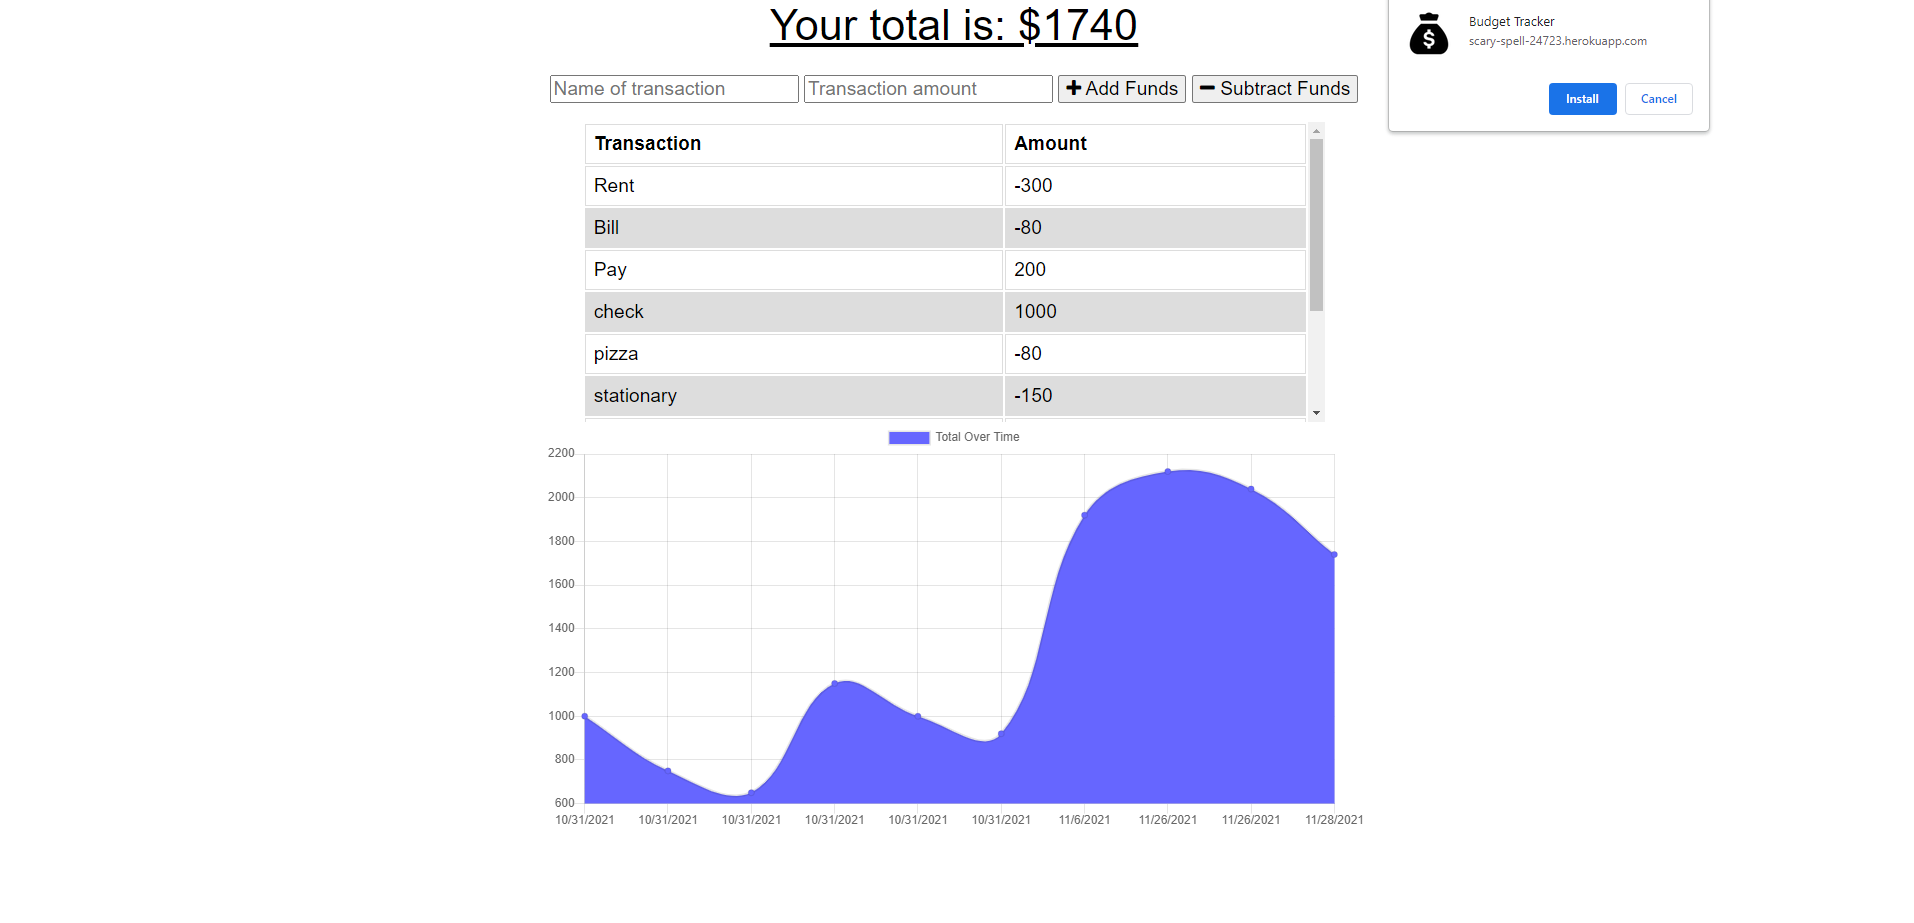 Your total is: $1740
Budget Tracker
scary-spell-24723.herokuapp.com
Install Cancel
Name of transaction Transaction amount Add Funds Subtract Funds
Transaction Amount
Rent -300
Bill -80
Pay 200
check 1000
pizza -80
stationary -150
Total Over Time
2200
2000
1800
1600
1400
1200
1000
800
600
10/31/2021 10/31/2021 10/31/2021 10/31/2021 10/31/2021 10/31/2021 11/6/2021 11/26/2021 11/26/2021 11/28/2021